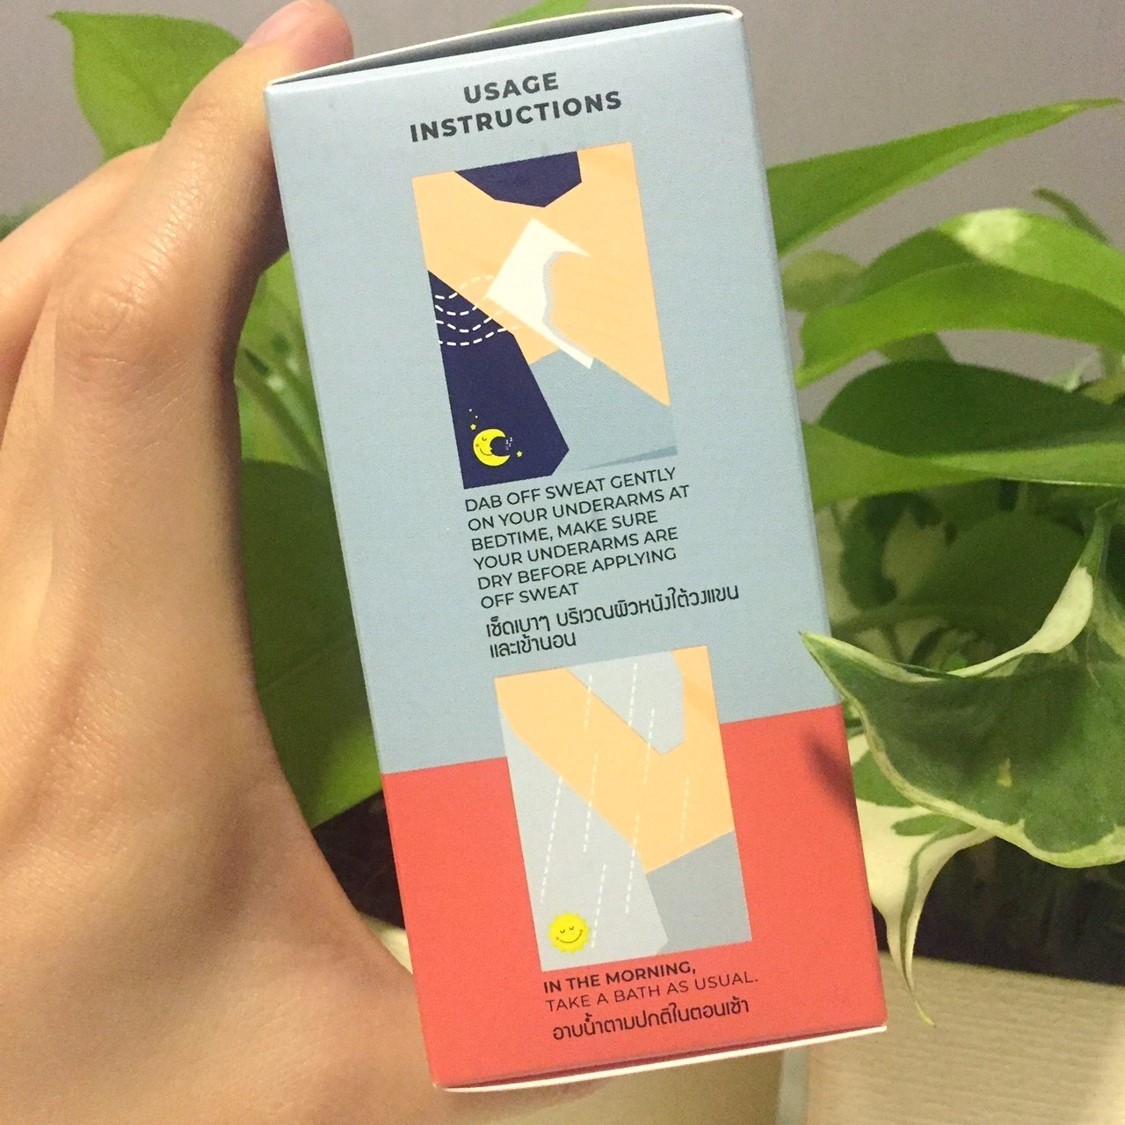 USAGE
INSTRUCTIONS
DAB OFF SWEAT GENTLY
ON YOUR UNDERARMS AT
BEDTIME, MAKE SURE
YOUR UNDERARMS ARE
DRY BEFORE APPLYING
OFF SWEAT
เช็ดเบาๆ บริเวณผิวหนังใต้วงแขน
และเข้านอน
IN THE MORNING,
TAKE A BATH AS USUAL.
อาบน้ำตามปกติในตอนเช้า